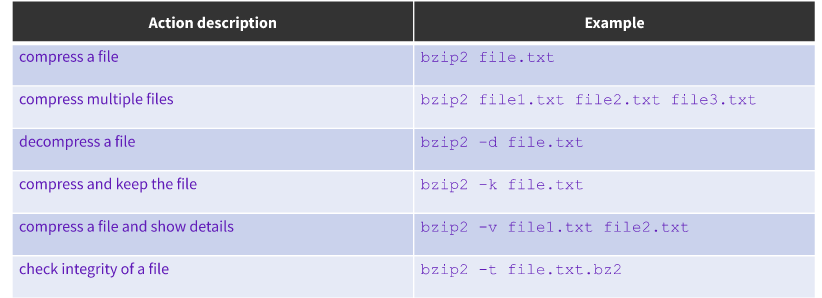 Action description Example
compress a file bzip2 file.txt
compress multiple files bzip2 file1.txt file2.txt file3.txt
decompress a file bzip2 -d file.txt
compress and keep the file bzip2 -k file.txt
compress a file and show details bzip2 -v file1.txt file2.txt
check integrity of a file bzip2 -t file.txt.bz2